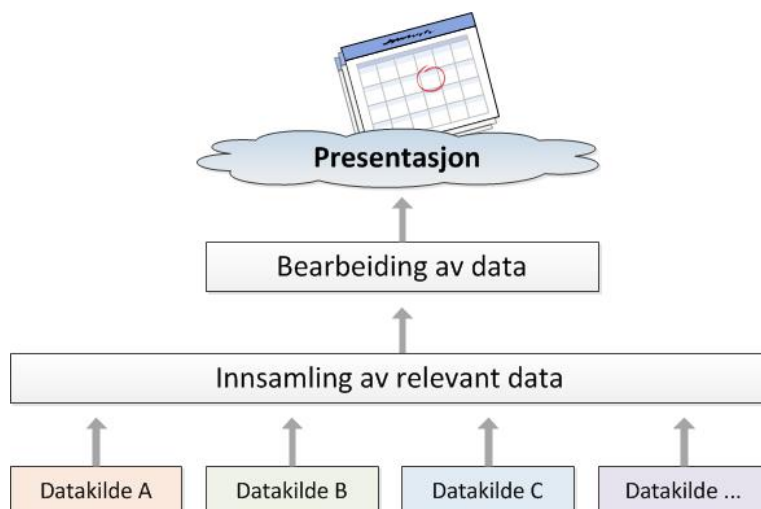 Presentasjon
Bearbeiding av data
Innsamling av relevant data
Datakilde A
Datakilde B
Datakilde C
Datakilde ...